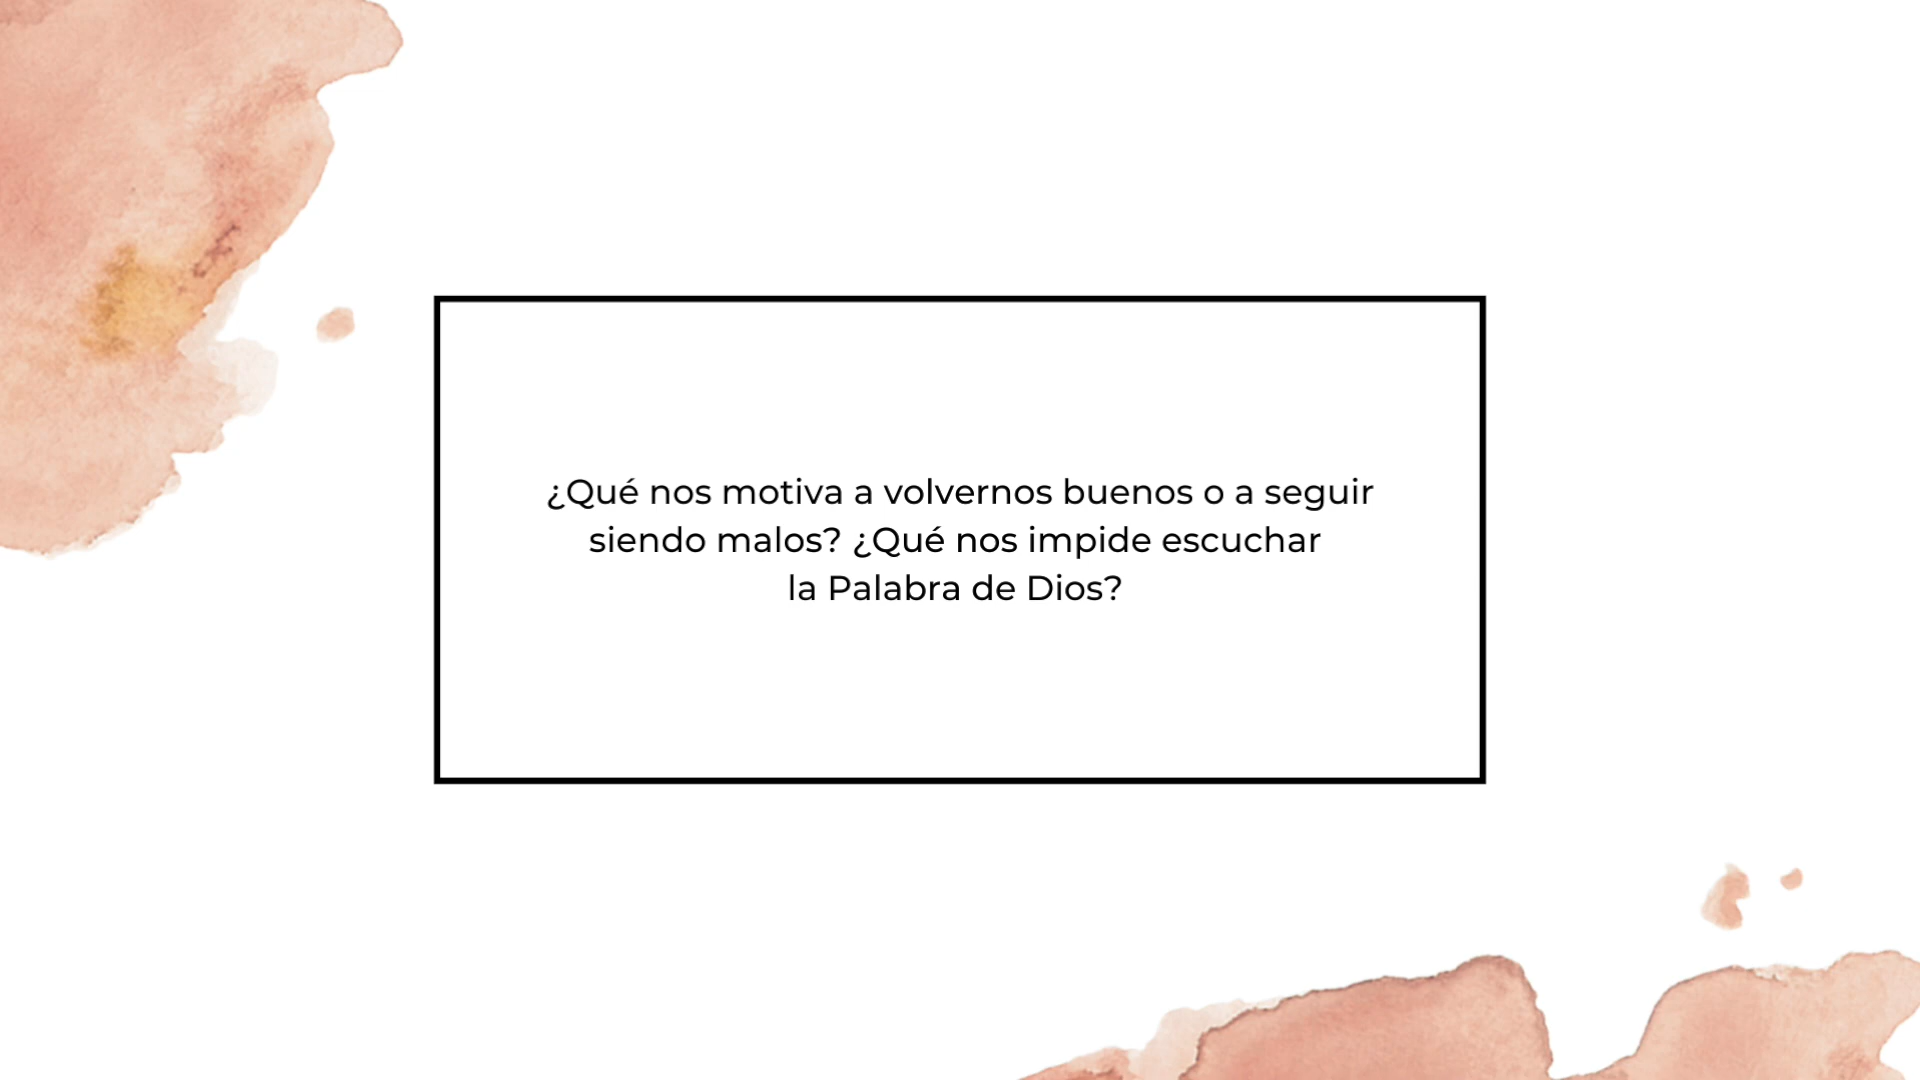 ¿Qué nos motiva a volvernos buenos o a seguir
siendo malos? ¿Qué nos impide escuchar
la Palabra de Dios?